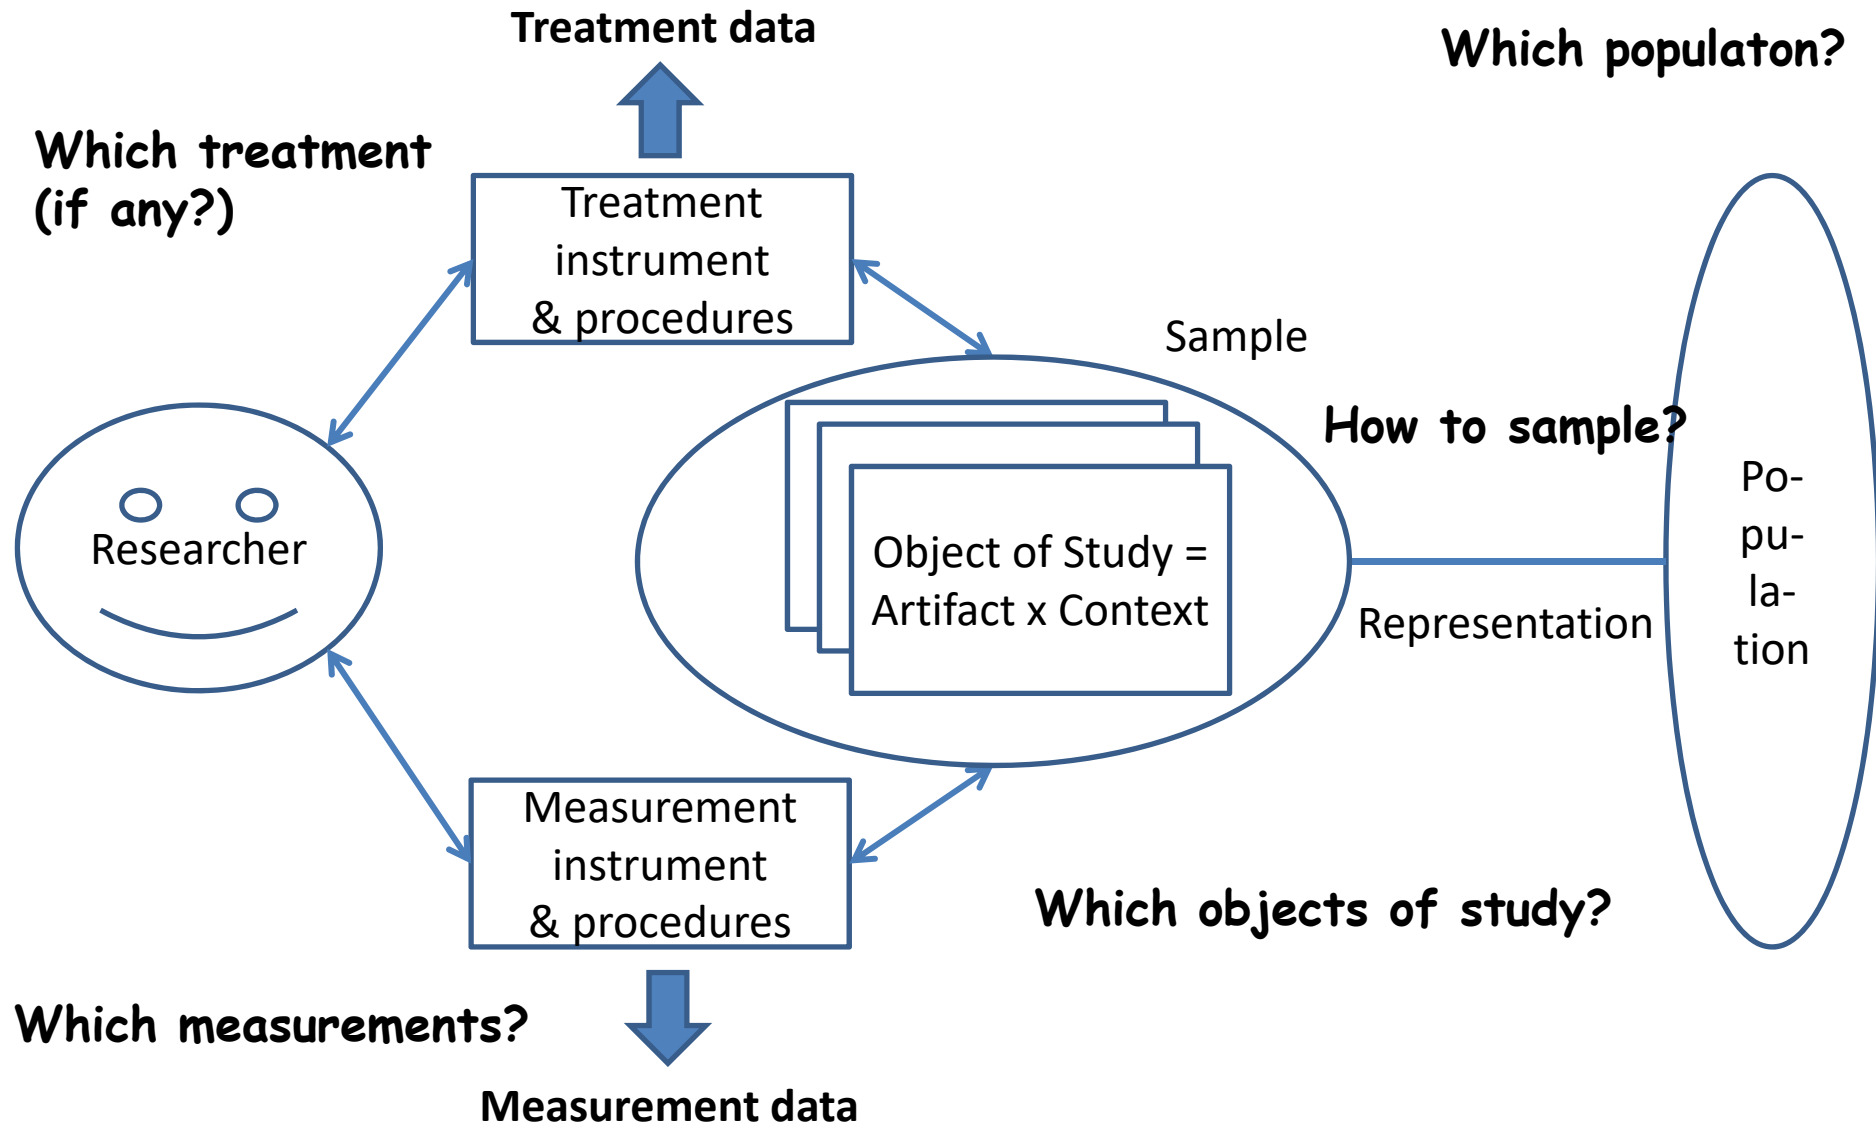 Treatment data
Which populaton?
Which treatment
(if any?)
Treatment
instrument
& procedures
Sample
How to sample?
Researcher
Object of Study =
Artifact x Context
Representation
Po-
pu-
la-
tion
Measurement
instrument
& procedures
Which objects of study?
Which measurements?
Measurement data